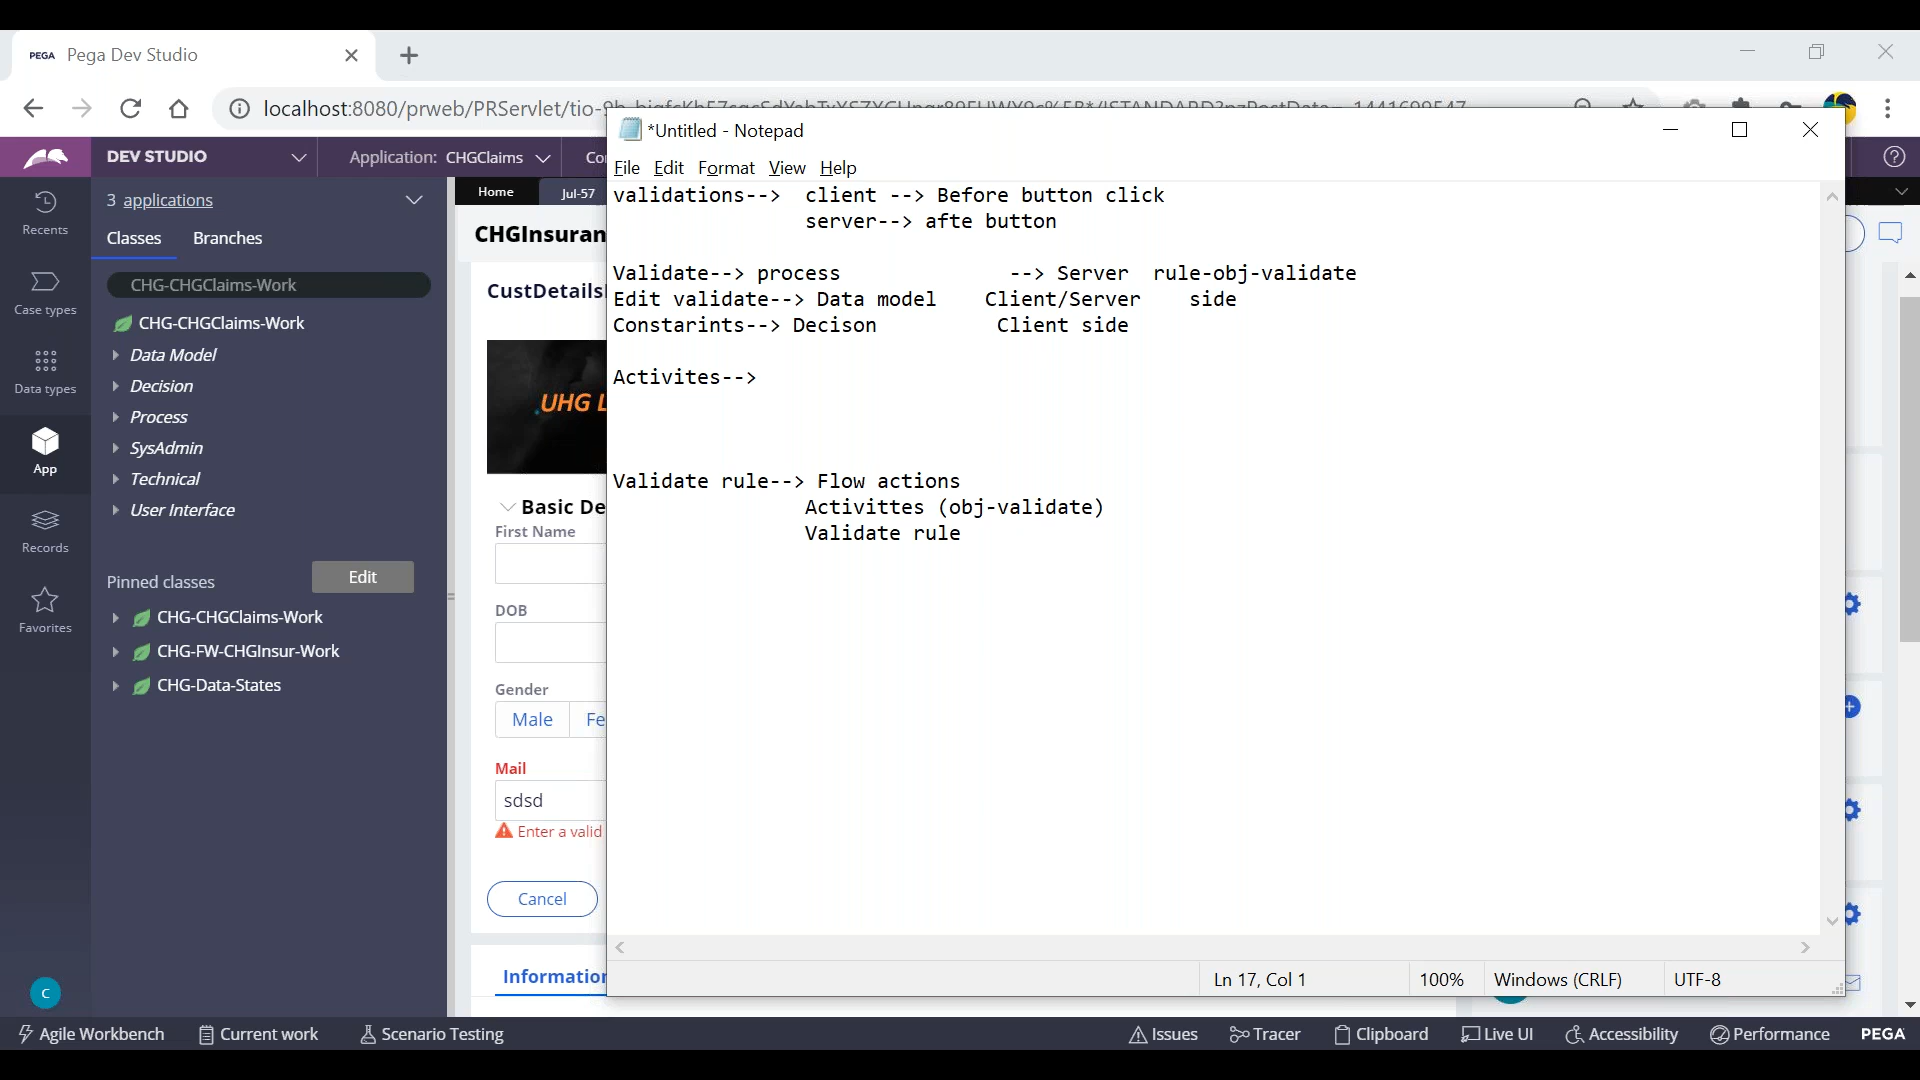 PEGA Pega Dev Studio
localhost:8080/prweb/PRServlet/tio-
DEV STUDIO
Application: CHGClaims
Recents
Case types
Data types
App
Records
Favorites
C
3 applications
Classes Branches
CHG-CHGClaims-Work
CHG-CHGClaims-Work
Data Model
Decision
Process
SysAdmin
Technical
User Interface
Pinned classes Edit
CHG-CHGClaims-Work
CHG-FW-CHGInsur-Work
CHG-Data-States
Home Jul-57
CHGInsuran
CustDetails
UHG L
Basic De
First Name
DOB
Gender
Male Fe
Mail
sdsd
Enter a valid
Cancel
Information
*Untitled - Notepad
File Edit Format View Help
validations--> client --> Before button click
server--> afte button
Validate--> process --> Server rule-obj-validate
Edit validate--> Data model Client/Server side
Constarints--> Decison Client side
Activites-->
Validate rule--> Flow actions
Activittes (obj-validate)
Validate rule
Ln 17, Col 1 100% Windows (CRLF) UTF-8
Agile Workbench Current work Scenario Testing Issues Tracer Clipboard Live UI Accessibility Performance PEGA